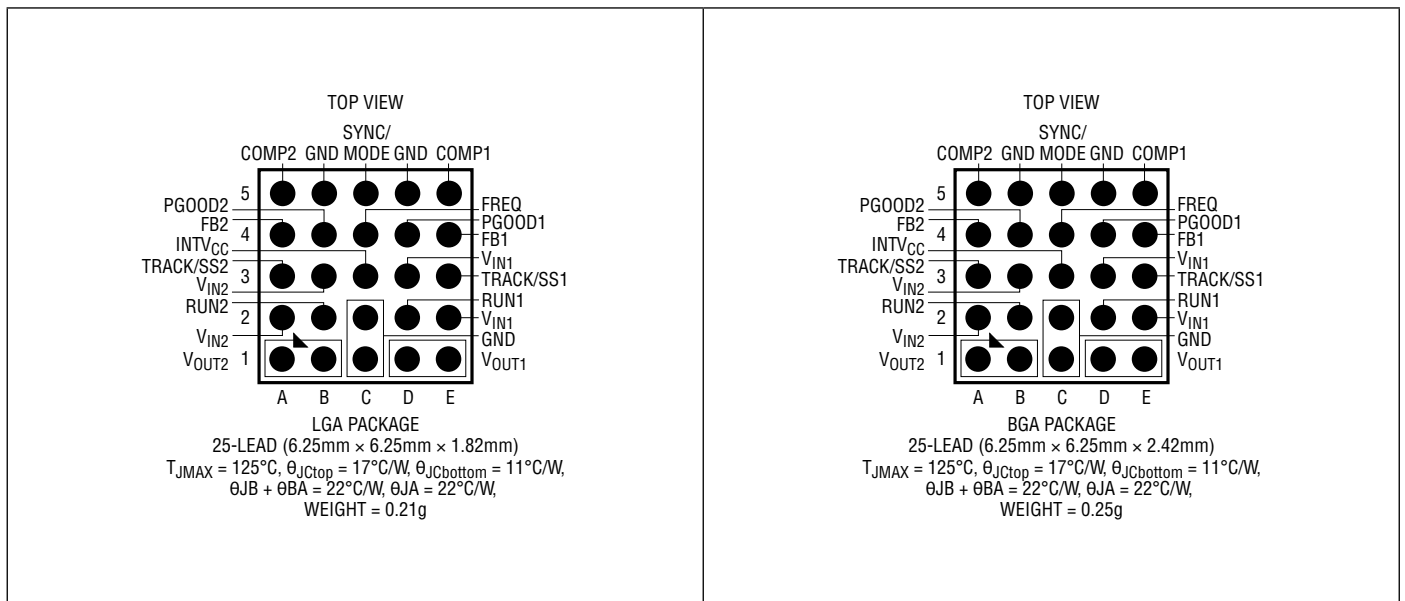 TOP VIEW
SYNC/
COMP2 GND MODE GND COMP1
5
PGOOD2
FREQ
FB2
PGOOD1
4
FB1
INTVCC
VIN1
TRACK/SS2
3
TRACK/SS1
VIN2
RUN2
RUN1
2
VIN1
VIN2
GND
VOUT2 1
VOUT1
A B C D E
LGA PACKAGE
25-LEAD (6.25mm × 6.25mm × 1.82mm)
TJMAX = 125°C, θJCtop = 17°C/W, θJCbottom = 11°C/W,
θJB + θBA = 22°C/W, θJA = 22°C/W,
WEIGHT = 0.21g
TOP VIEW
SYNC/
COMP2 GND MODE GND COMP1
5
PGOOD2
FREQ
FB2
PGOOD1
4
FB1
INTVCC
VIN1
TRACK/SS2
3
TRACK/SS1
VIN2
RUN2
RUN1
2
VIN1
VIN2
GND
VOUT2 1
VOUT1
A B C D E
BGA PACKAGE
25-LEAD (6.25mm × 6.25mm × 2.42mm)
TJMAX = 125°C, θJCtop = 17°C/W, θJCbottom = 11°C/W,
θJB + θBA = 22°C/W, θJA = 22°C/W,
WEIGHT = 0.25g